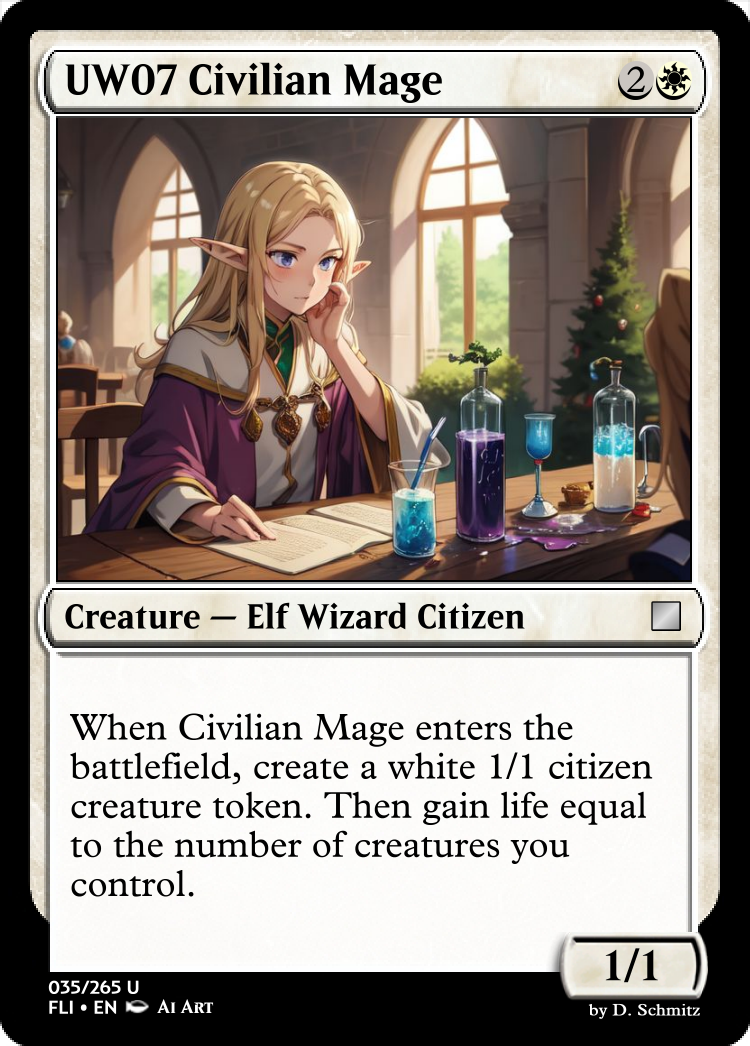 UW07 Civilian Mage 2
Creature — Elf Wizard Citizen
When Civilian Mage enters the
battlefield, create a white 1/1 citizen
creature token. Then gain life equal
to the number of creatures you
control.
1/1
035/265 U
FLI • EN AI ART
by D. Schmitz